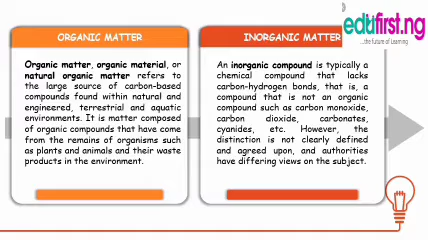 edufirst.ng
...the future of Learning
ORGANIC MATTER
Organic matter, organic material, or
natural organic matter refers to
the large source of carbon-based
compounds found within natural and
engineered, terrestrial and aquatic
environments. It is matter composed
of organic compounds that have come
from the remains of organisms such
as plants and animals and their waste
products in the environment.
INORGANIC MATTER
An inorganic compound is typically a
chemical compound that lacks
carbon-hydrogen bonds, that is, a
compound that is not an organic
compound such as carbon monoxide,
carbon dioxide, carbonates,
cyanides, etc. However, the
distinction is not clearly defined
and agreed upon, and authorities
have differing views on the subject.